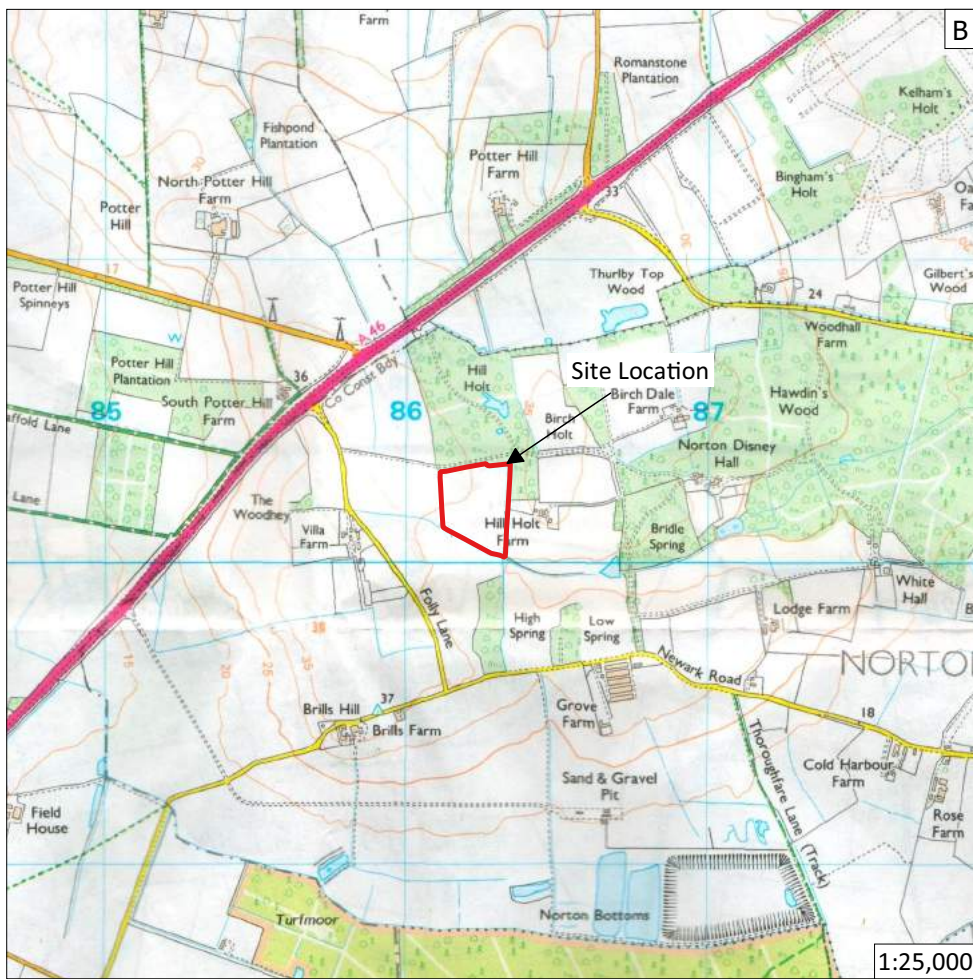 B
Farm
Romanstone
Plantation
Kelham's
Holt
Fishpond
Plantation
Potter Hill
Farm
Bingham's
Holt
North Potter Hill
Farm
33
Potter
Hill
30
17
Thurlby Top
Wood
Gilbert's
Wood
Potter Hill
Spinneys
24
A 46
Woodhall
Farm
Co Const Bdy
Potter Hill
Plantation
36
Hill
Holt
Site Location
Birch Dale
Farm
Hawdin's
Wood
85
86
87
South Potter Hill
Farm
Birch
Holt
Norton Disney
Hall
Lane
The
Woodhey
Villa
Farm
Hill Holt
Farm
Bridle
Spring
White
Hall
Folly Lane
High
Spring
Low
Spring
Lodge Farm
15
20
25
35
Newark Road
NORTO
37
Brills Hill
Brills Farm
Grove
Farm
18
Thoroughfare Lane
(Track)
Cold Harbour
Farm
Sand & Gravel
Pit
Field
House
Rose
Farm
Turfmoor
Norton Bottoms
1:25,000